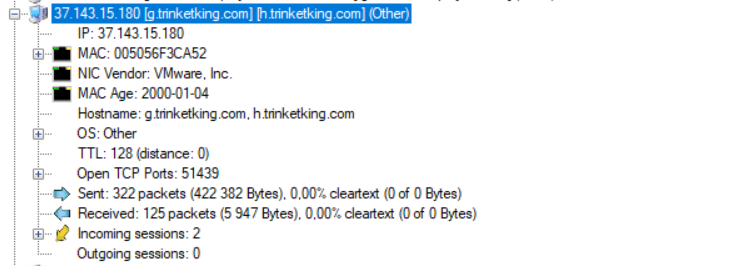 37.143.15.180 [g.trinketking.com] [h.trinketking.com] (Other)
IP: 37.143.15.180
MAC: 005056F3CA52
NIC Vendor: VMware, Inc.
MAC Age: 2000-01-04
Hostname: g.trinketking.com, h.trinketking.com
OS: Other
TTL: 128 (distance: 0)
Open TCP Ports: 51439
Sent: 322 packets (422 382 Bytes), 0,00% cleartext (0 of 0 Bytes)
Received: 125 packets (5 947 Bytes), 0,00% cleartext (0 of 0 Bytes)
Incoming sessions: 2
Outgoing sessions: 0